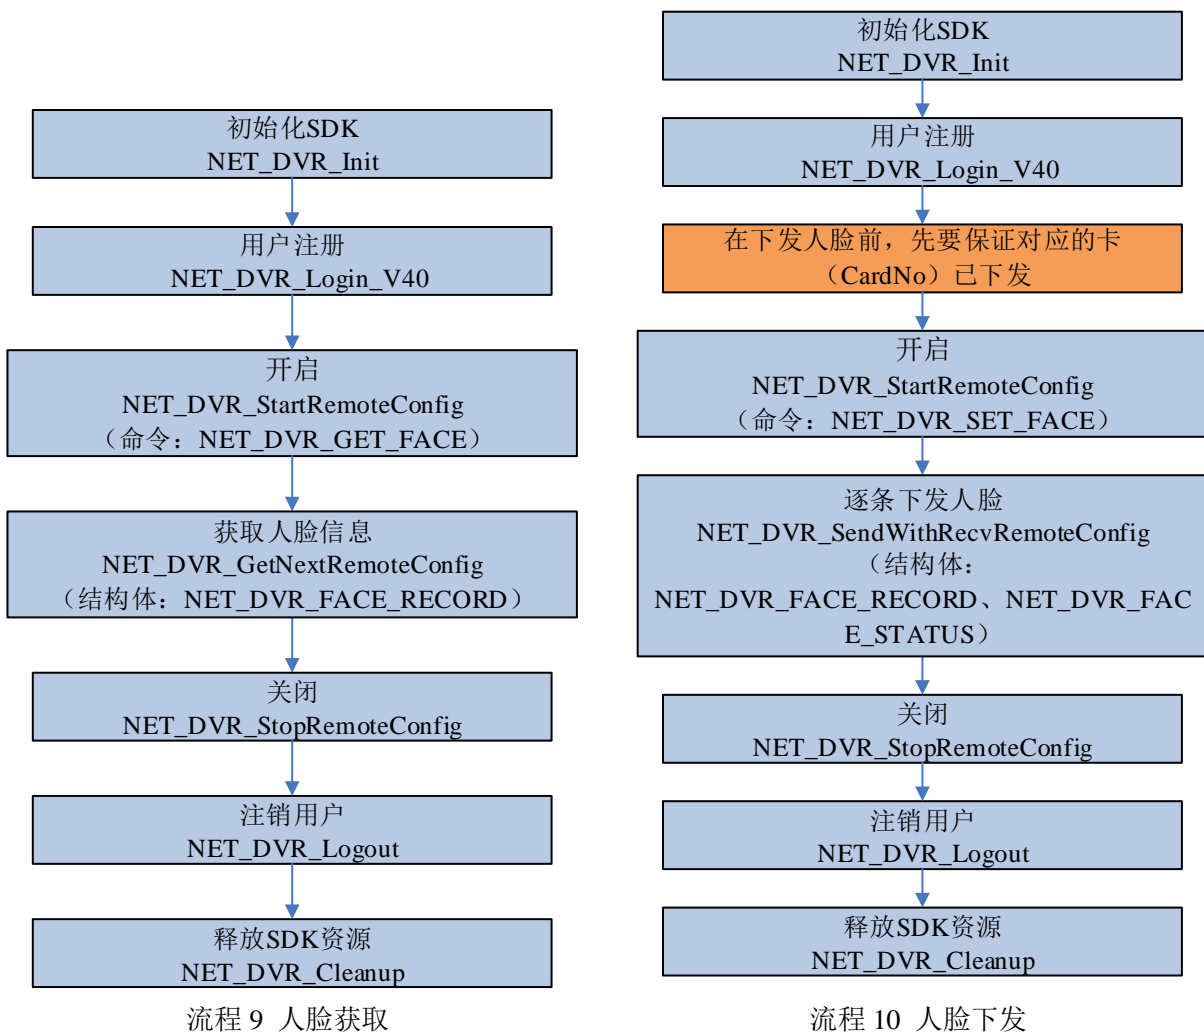 初始化SDK
NET_DVR_Init
用户注册
NET_DVR_Login_V40
开启
NET_DVR_StartRemoteConfig
（命令：NET_DVR_GET_FACE）
获取人脸信息
NET_DVR_GetNextRemoteConfig
（结构体：NET_DVR_FACE_RECORD）
关闭
NET_DVR_StopRemoteConfig
注销用户
NET_DVR_Logout
释放SDK资源
NET_DVR_Cleanup
流程 9 人脸获取
初始化SDK
NET_DVR_Init
用户注册
NET_DVR_Login_V40
在下发人脸前，先要保证对应的卡
（CardNo）已下发
开启
NET_DVR_StartRemoteConfig
（命令：NET_DVR_SET_FACE）
逐条下发人脸
NET_DVR_SendWithRecvRemoteConfig
（结构体：
NET_DVR_FACE_RECORD、NET_DVR_FAC
E_STATUS）
关闭
NET_DVR_StopRemoteConfig
注销用户
NET_DVR_Logout
释放SDK资源
NET_DVR_Cleanup
流程 10 人脸下发